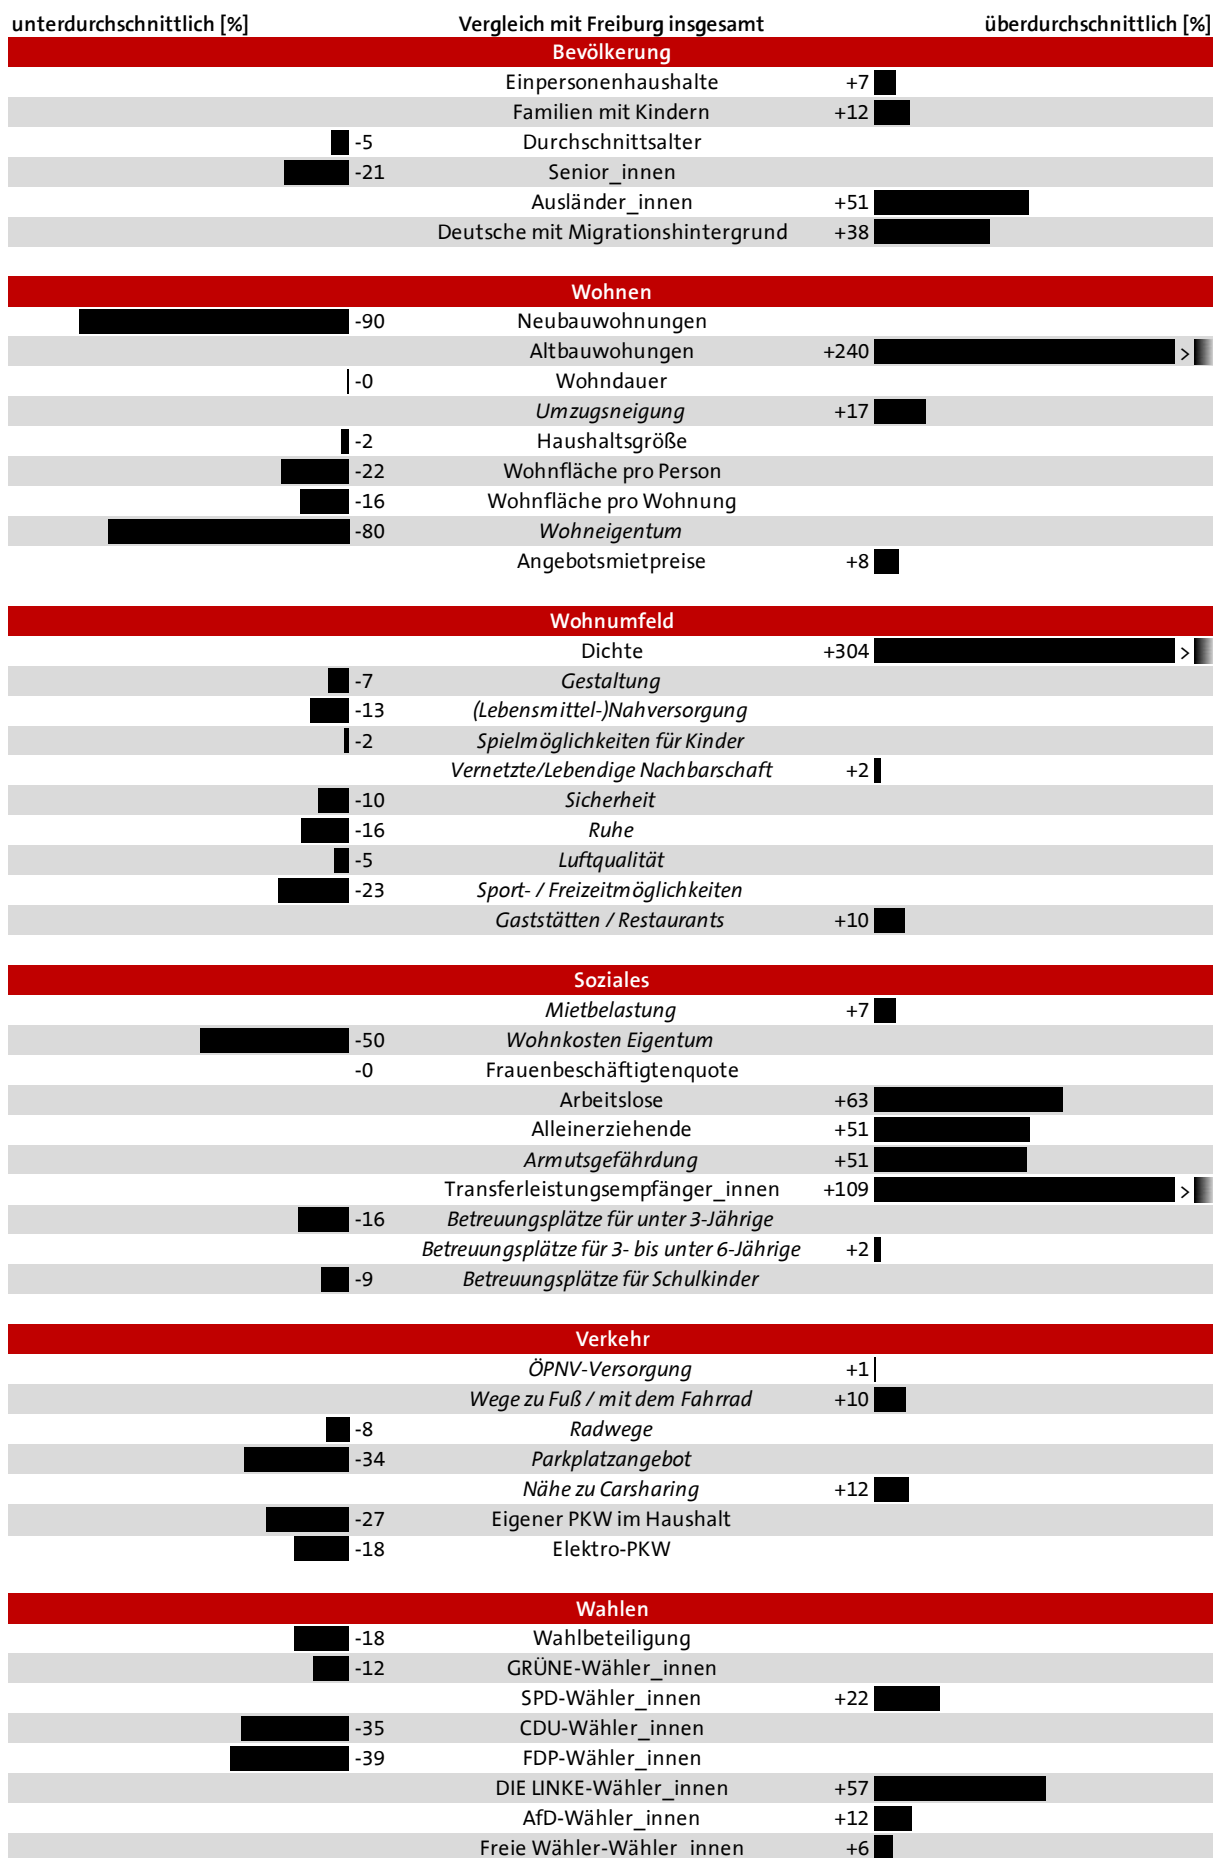 unterdurchschnittlich [%] Vergleich mit Freiburg insgesamt überdurchschnittlich [%]
Bevölkerung
Einpersonenhaushalte +7
Familien mit Kindern +12
-5 Durchschnittsalter
-21 Senior_innen
Ausländer_innen +51
Deutsche mit Migrationshintergrund +38
Wohnen
-90 Neubauwohnungen
Altbauwohungen +240 >
-0 Wohndauer
Umzugsneigung +17
-2 Haushaltsgröße
-22 Wohnfläche pro Person
-16 Wohnfläche pro Wohnung
-80 Wohneigentum
Angebotsmietpreise +8
Wohnumfeld
Dichte +304 >
-7 Gestaltung
-13 (Lebensmittel-)Nahversorgung
-2 Spielmöglichkeiten für Kinder
Vernetzte/Lebendige Nachbarschaft +2
-10 Sicherheit
-16 Ruhe
-5 Luftqualität
-23 Sport- / Freizeitmöglichkeiten
Gaststätten / Restaurants +10
Soziales
Mietbelastung +7
-50 Wohnkosten Eigentum
-0 Frauenbeschäftigtenquote
Arbeitslose +63
Alleinerziehende +51
Armutsgefährdung +51
Transferleistungsempfänger_innen +109 >
-16 Betreuungsplätze für unter 3-Jährige
Betreuungsplätze für 3- bis unter 6-Jährige +2
-9 Betreuungsplätze für Schulkinder
Verkehr
ÖPNV-Versorgung +1
Wege zu Fuß / mit dem Fahrrad +10
-8 Radwege
-34 Parkplatzangebot
Nähe zu Carsharing +12
-27 Eigener PKW im Haushalt
-18 Elektro-PKW
Wahlen
-18 Wahlbeteiligung
-12 GRÜNE-Wähler_innen
SPD-Wähler_innen +22
-35 CDU-Wähler_innen
-39 FDP-Wähler_innen
DIE LINKE-Wähler_innen +57
AfD-Wähler_innen +12
Freie Wähler-Wähler_innen +6